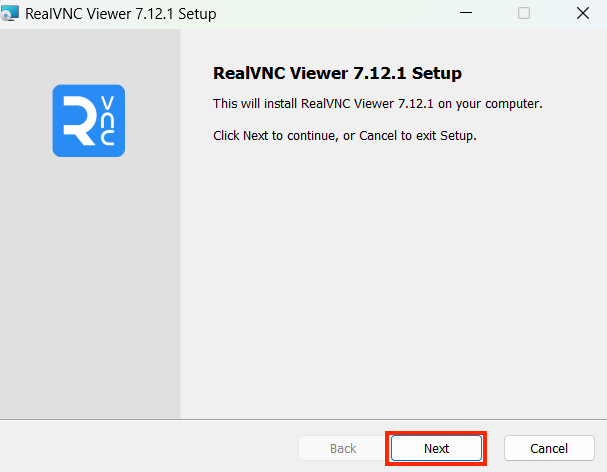 RealVNC Viewer 7.12.1 Setup
RVNC
RealVNC Viewer 7.12.1 Setup
This will install RealVNC Viewer 7.12.1 on your computer.
Click Next to continue, or Cancel to exit Setup.
Back Next Cancel